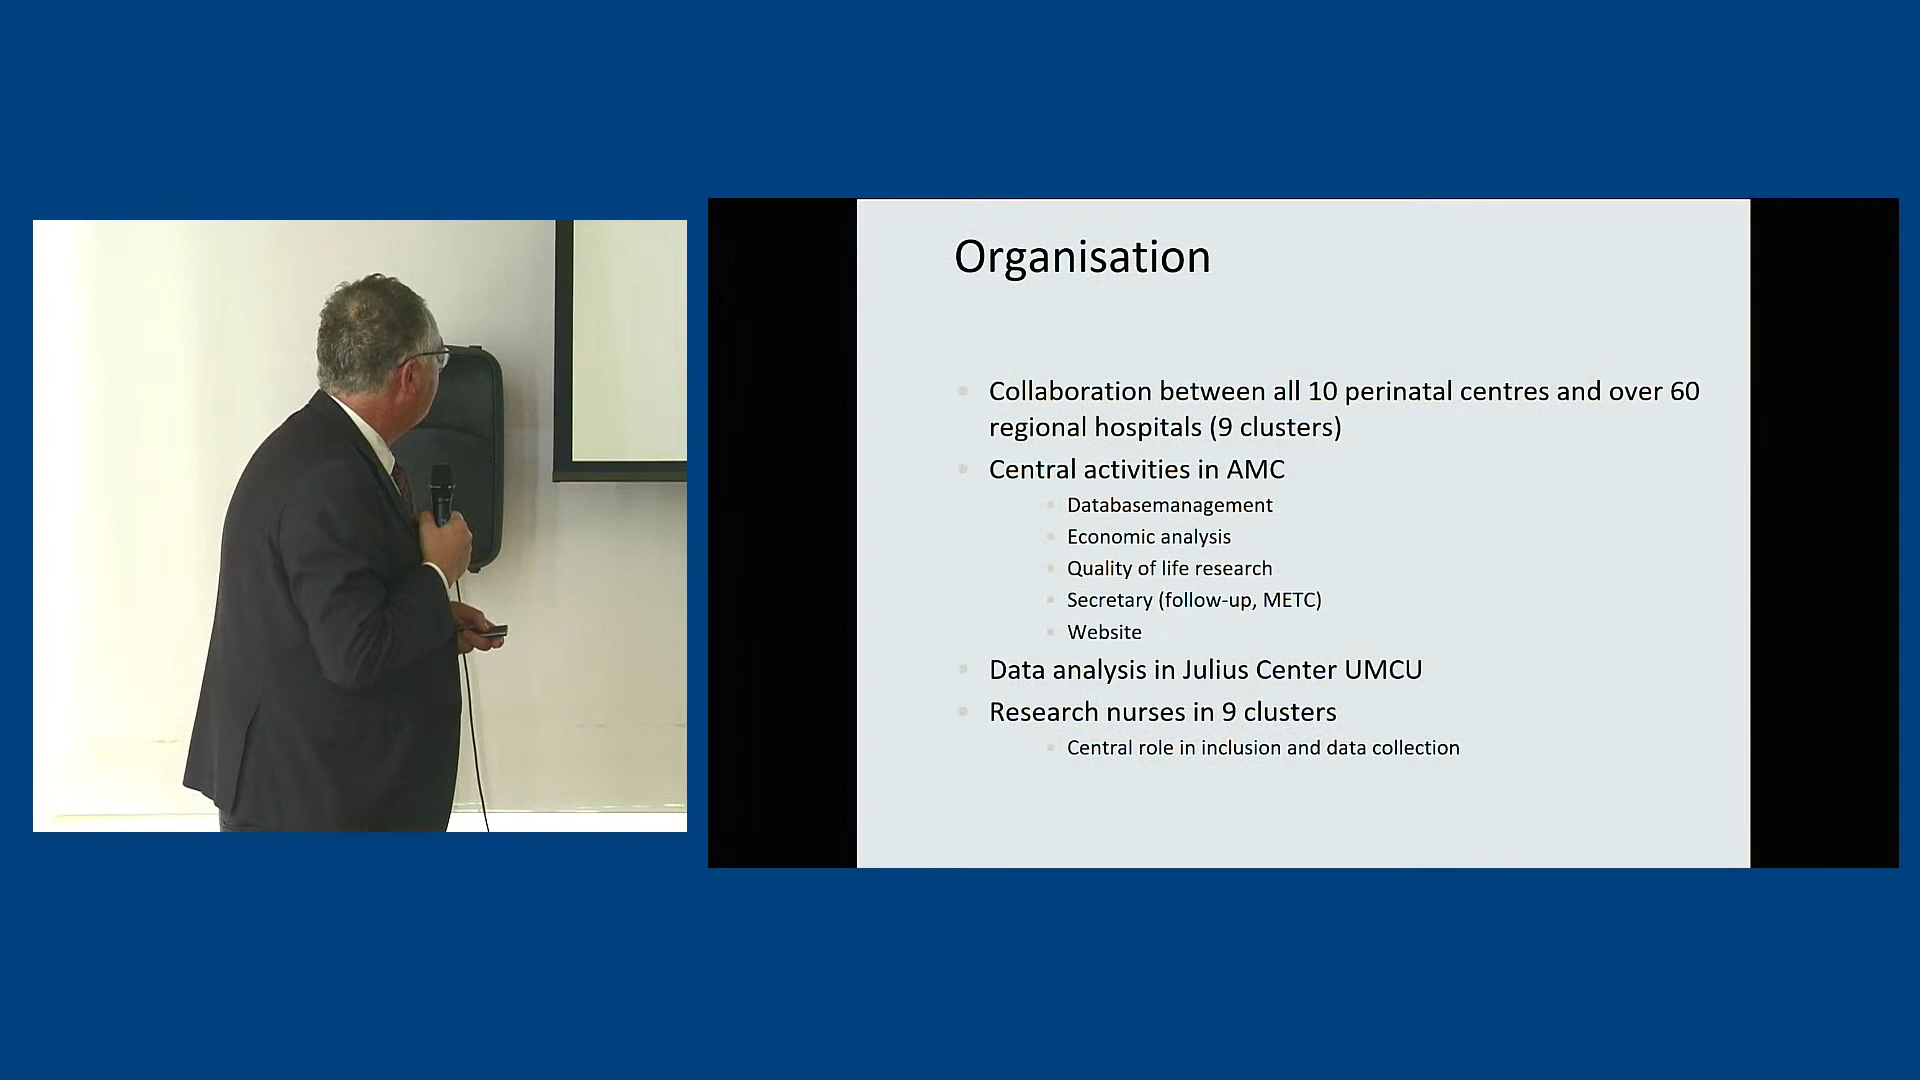 Organisation
Collaboration between all 10 perinatal centres and over 60
regional hospitals (9 clusters)
Central activities in AMC
Databasemanagement
Economic analysis
Quality of life research
Secretary (follow-up, METC)
Website
Data analysis in Julius Center UMCU
Research nurses in 9 clusters
Central role in inclusion and data collection